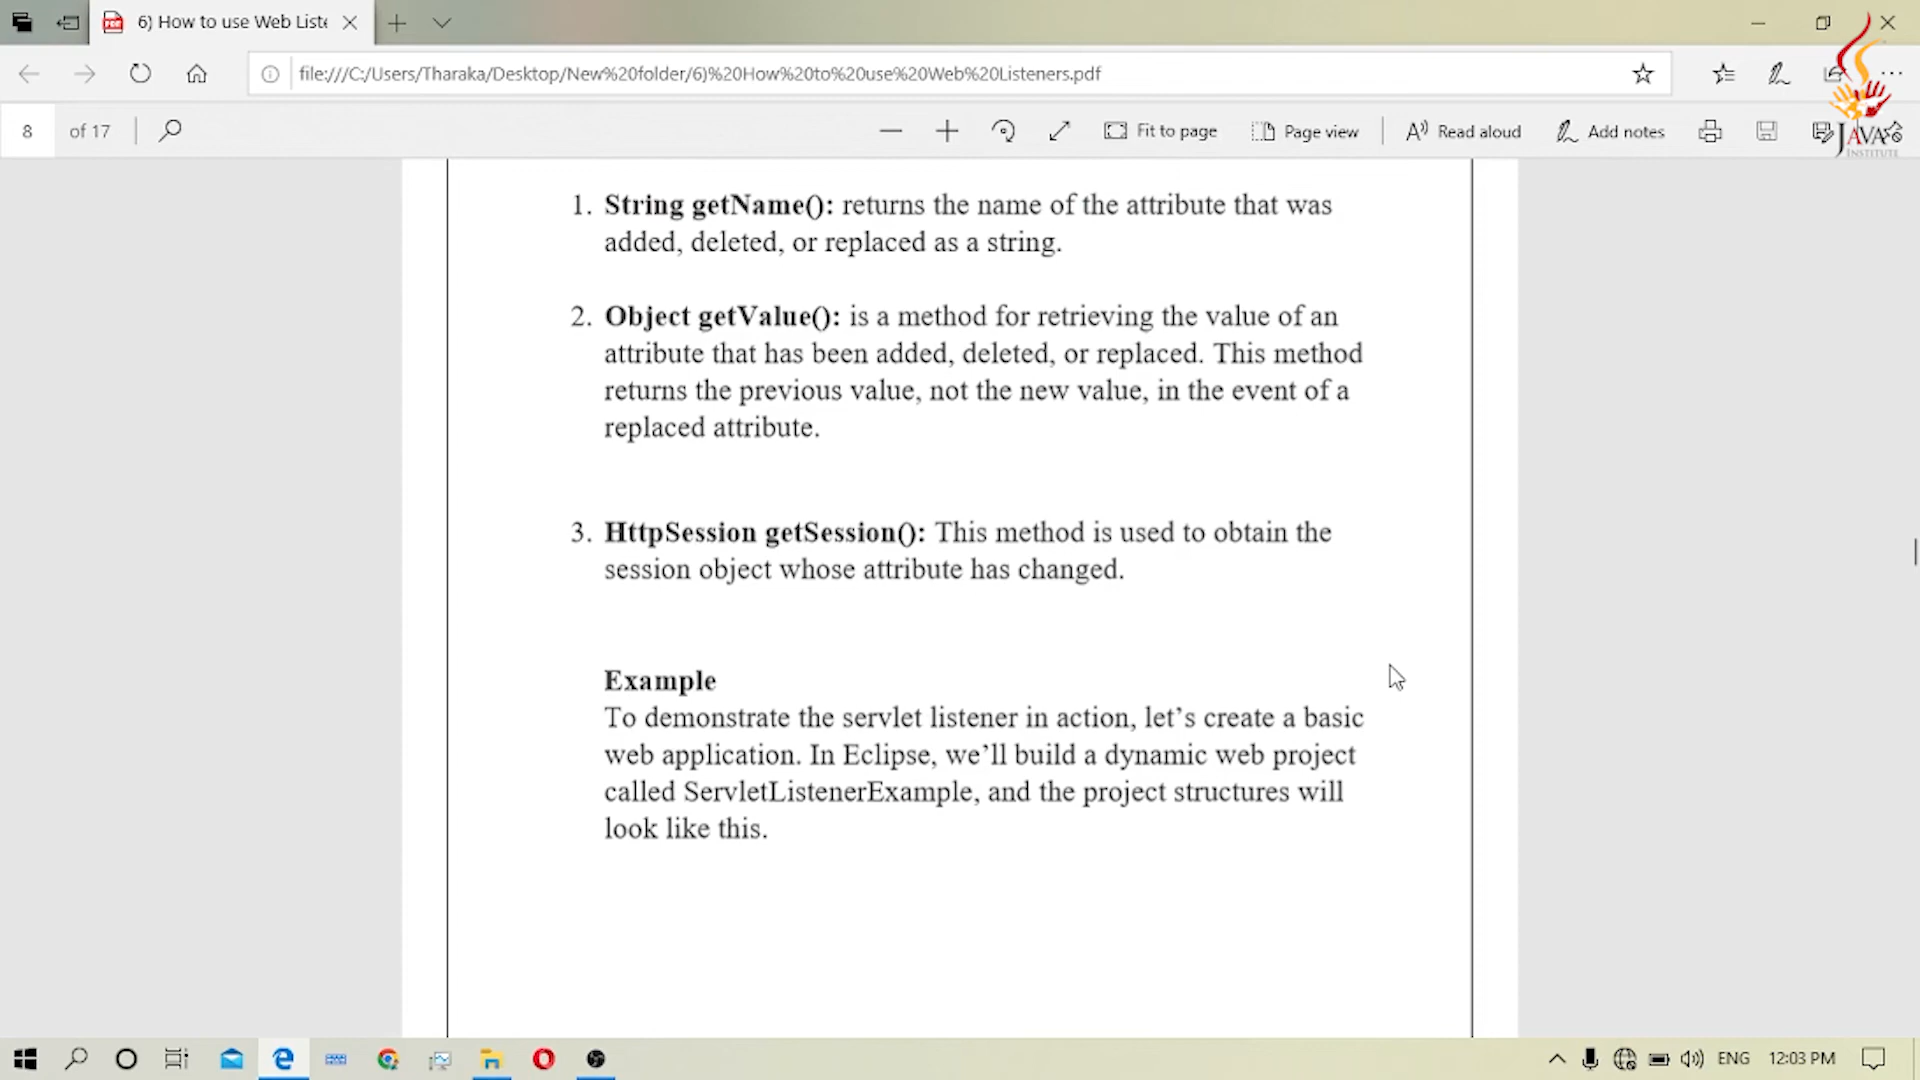 6) How to use Web Liste
file:///C:/Users/Tharaka/Desktop/New%20folder/6)%20How%20to%20use%20Web%20Listeners.pdf
8 of 17 Fit to page Page view Read aloud Add notes
JAVA
INSTITUTE
1. String getName(): returns the name of the attribute that was
added, deleted, or replaced as a string.
2. Object getValue(): is a method for retrieving the value of an
attribute that has been added, deleted, or replaced. This method
returns the previous value, not the new value, in the event of a
replaced attribute.
3. HttpSession getSession(): This method is used to obtain the
session object whose attribute has changed.
Example
To demonstrate the servlet listener in action, let’s create a basic
web application. In Eclipse, we’ll build a dynamic web project
called ServletListenerExample, and the project structures will
look like this.
ENG 12:03 PM